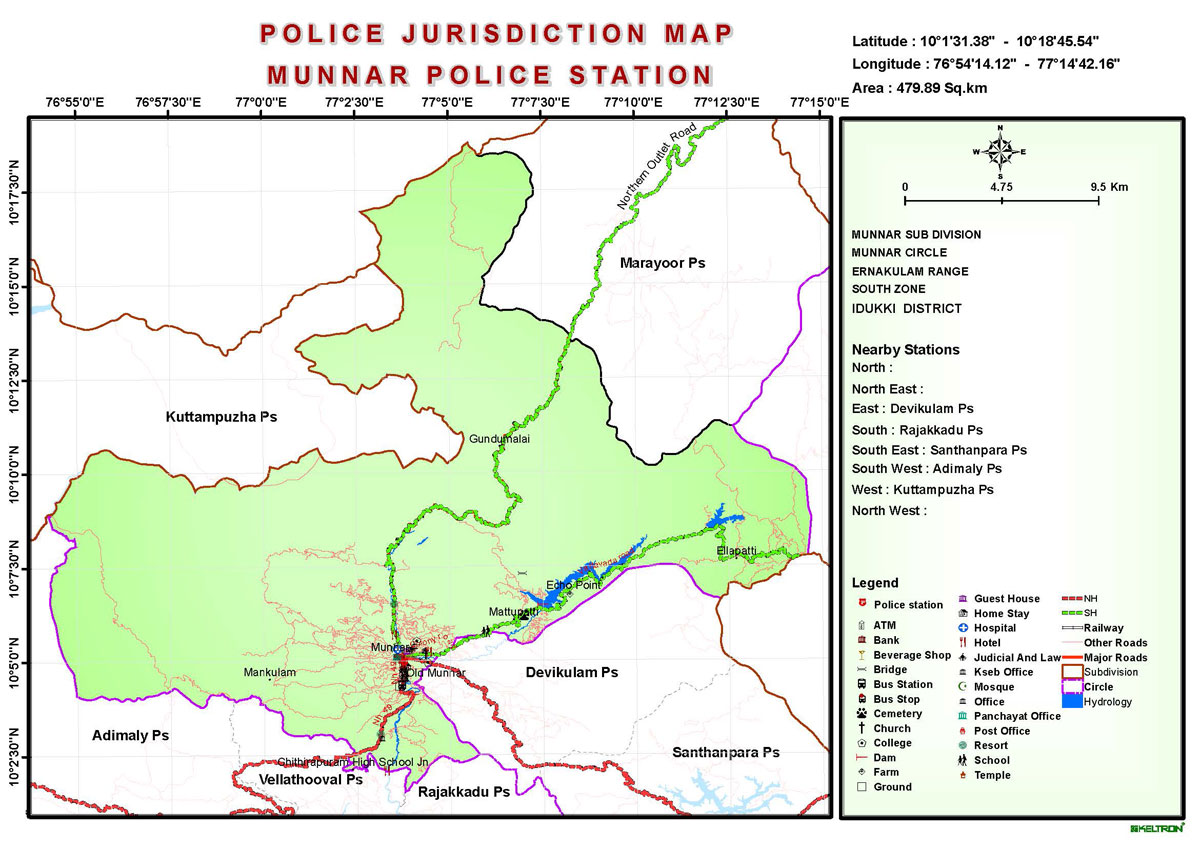 POLICE JURISDICTION MAP
MUNNAR POLICE STATION
Latitude : 10°1'31.38" - 10°18'45.54"
Longitude : 76°54'14.12" - 77°14'42.16"
Area : 479.89 Sq.km
76°55'0"E 76°57'30"E 77°0'0"E 77°2'30"E 77°5'0"E 77°7'30"E 77°10'0"E 77°12'30"E 77°15'0"E
10°17'30"N
10°15'0"N
10°12'30"N
10°10'0"N
10°7'30"N
10°5'0"N
10°2'30"N
Northern Outlet Road
Marayoor Ps
Kuttampuzha Ps
Gundumalai
Ellapatti
Echo Point
Mattupatti
Munnar
Old Munnar
Mankulam
Devikulam Ps
Adimaly Ps
Santhanpara Ps
Chithirapuram High School Jn
Vellathooval Ps
Rajakkadu Ps
N
W E
S
0 4.75 9.5 Km
MUNNAR SUB DIVISION
MUNNAR CIRCLE
ERNAKULAM RANGE
SOUTH ZONE
IDUKKI DISTRICT
Nearby Stations
North :
North East :
East : Devikulam Ps
South : Rajakkadu Ps
South East : Santhanpara Ps
South West : Adimaly Ps
West : Kuttampuzha Ps
North West :
Legend
Police station
ATM
Bank
Beverage Shop
Bridge
Bus Station
Bus Stop
Cemetery
Church
College
Dam
Farm
Ground
Guest House
Home Stay
Hospital
Hotel
Judicial And Law
Kseb Office
Mosque
Office
Panchayat Office
Post Office
Resort
School
Temple
NH
SH
Railway
Other Roads
Major Roads
Subdivision
Circle
Hydrology
KELTRON